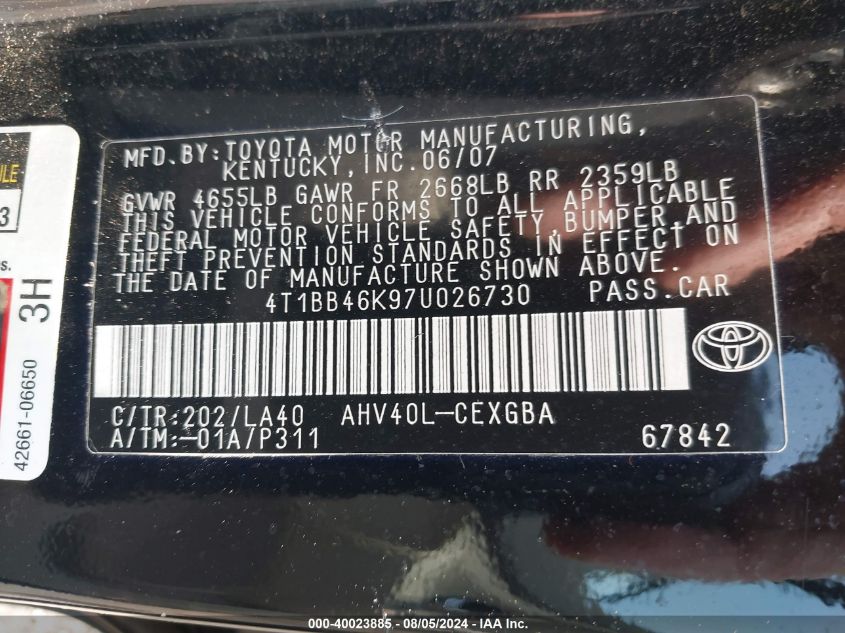 MFD.BY:TOYOTA MOTOR MANUFACTURING,
KENTUCKY,INC.06/07
GVWR 4655LB GAWR FR 2668LB RR 2359LB
THIS VEHICLE CONFORMS TO ALL APPLICABLE
FEDERAL MOTOR VEHICLE SAFETY,BUMPER,AND
THEFT PREVENTION STANDARDS IN EFFECT ON
THE DATE OF MANUFACTURE SHOWN ABOVE.
4T1BB46K97U026730 PASS.CAR
C/TR:202/LA40 AHV40L-CEXGBA
A/TM:-01A/P311 67842
3H
42661-06650
000-40023885 - 08/05/2024 - IAA, Inc.